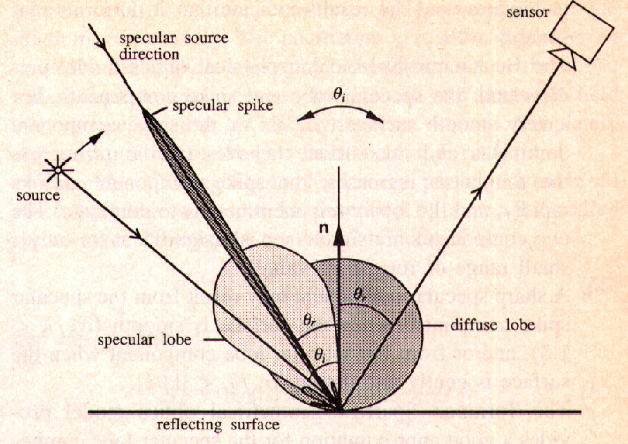 sensor
specular source
direction
specular spike
θi
source
n
θr
specular lobe
θr
θi
diffuse lobe
reflecting surface